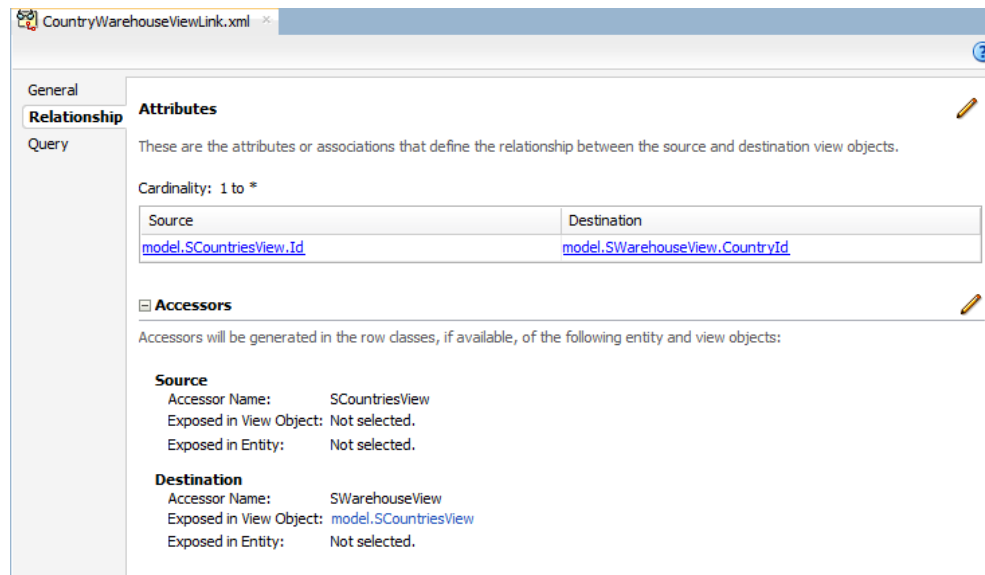 CountryWarehouseViewLink.xml ×
?
General
Relationship
Query
Attributes
These are the attributes or associations that define the relationship between the source and destination view objects.
Cardinality: 1 to *
Source Destination
model.SCountriesView.Id model.SWarehouseView.CountryId
Accessors
Accessors will be generated in the row classes, if available, of the following entity and view objects:
Source
Accessor Name: SCountriesView
Exposed in View Object: Not selected.
Exposed in Entity: Not selected.
Destination
Accessor Name: SWarehouseView
Exposed in View Object: model.SCountriesView
Exposed in Entity: Not selected.